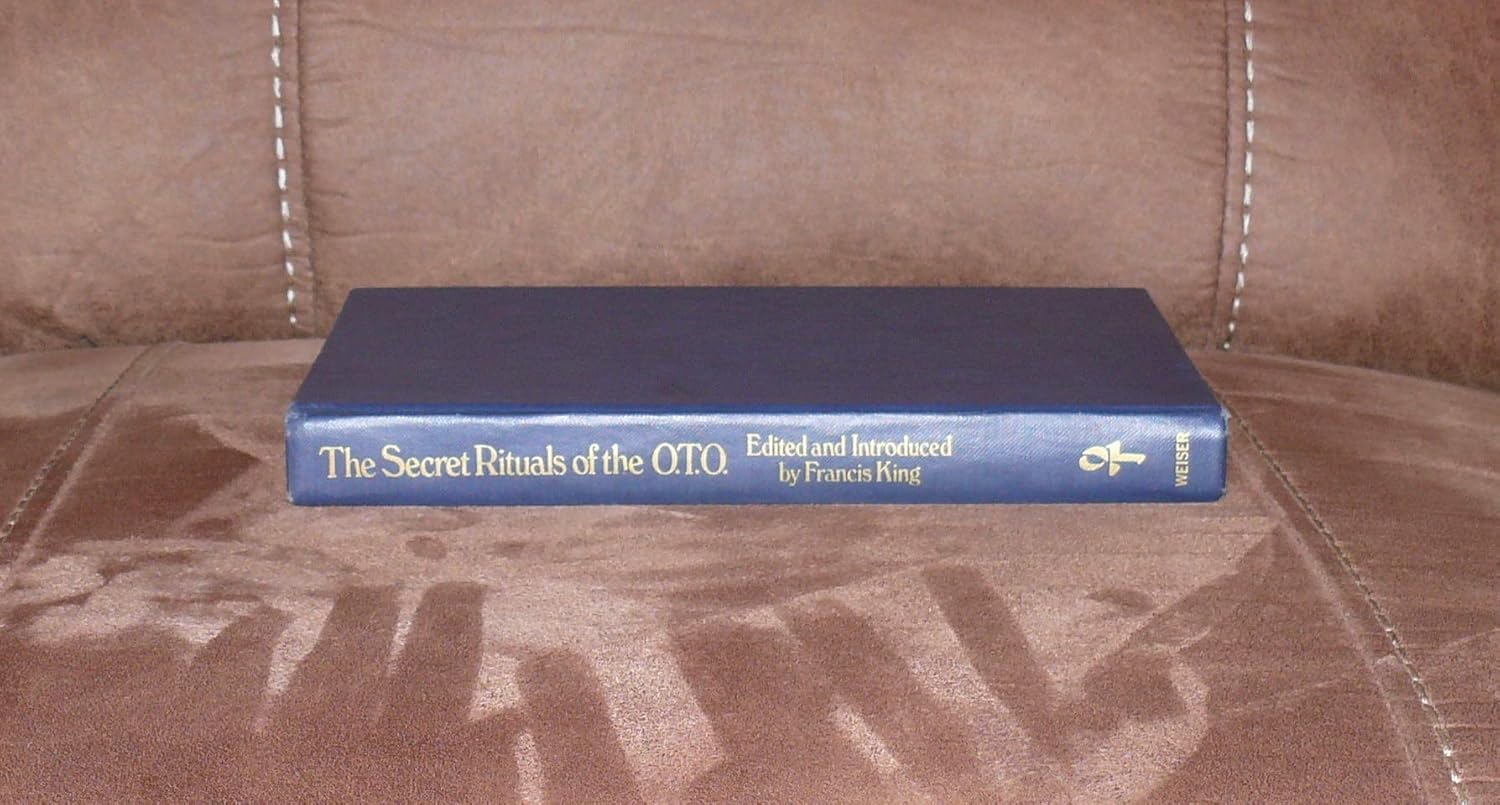 The Secret Rituals of the O.T.O.
Edited and Introduced
by Francis King
WEISER